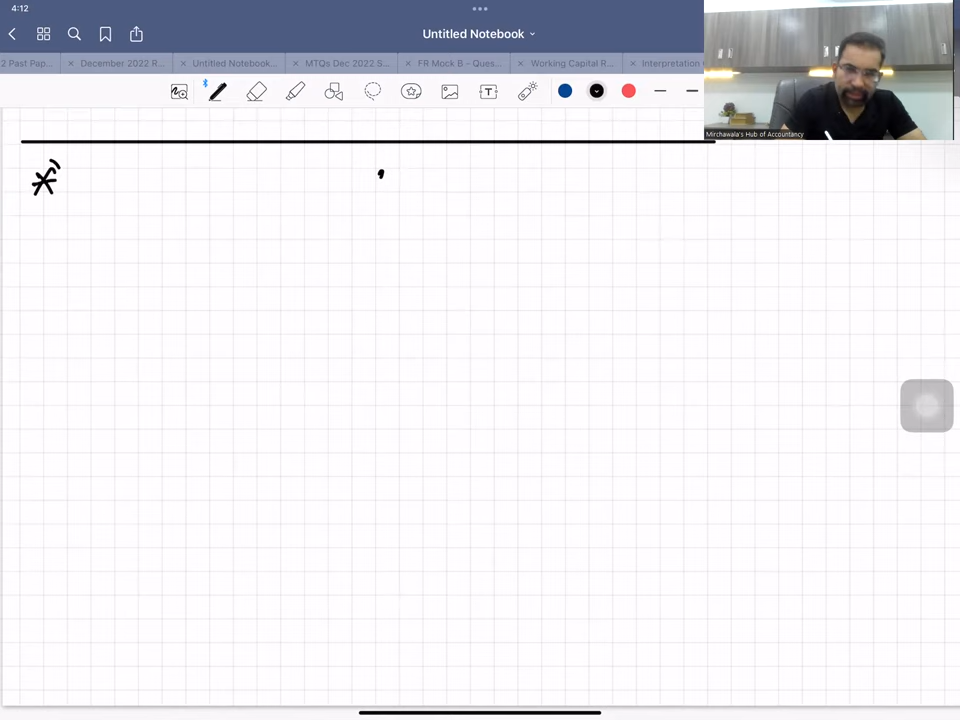 4:12
Untitled Notebook
2 Past Pap... × December 2022 R... × Untitled Notebook... × MTQs Dec 2022 S... × FR Mock B - Ques... × Working Capital R... × Interpretation
T
Mirchawala's Hub of Accountancy